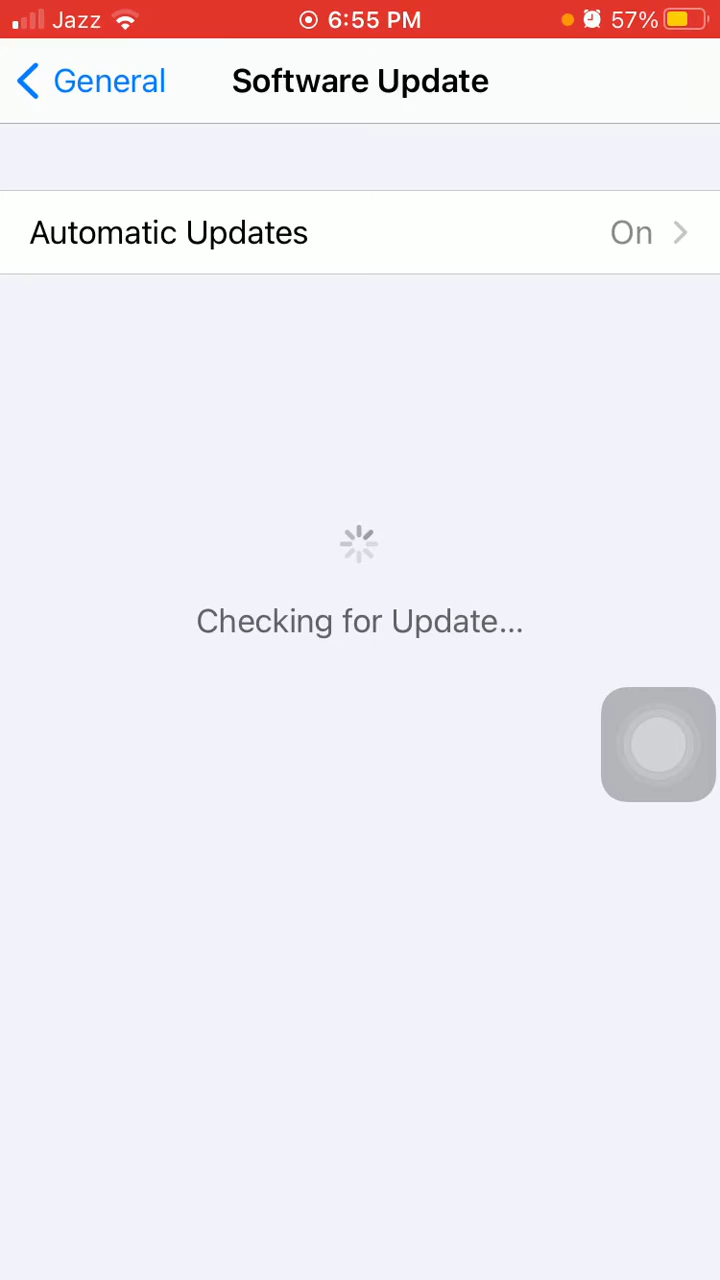 Jazz 6:55 PM 57%
General Software Update
Automatic Updates On
Checking for Update...